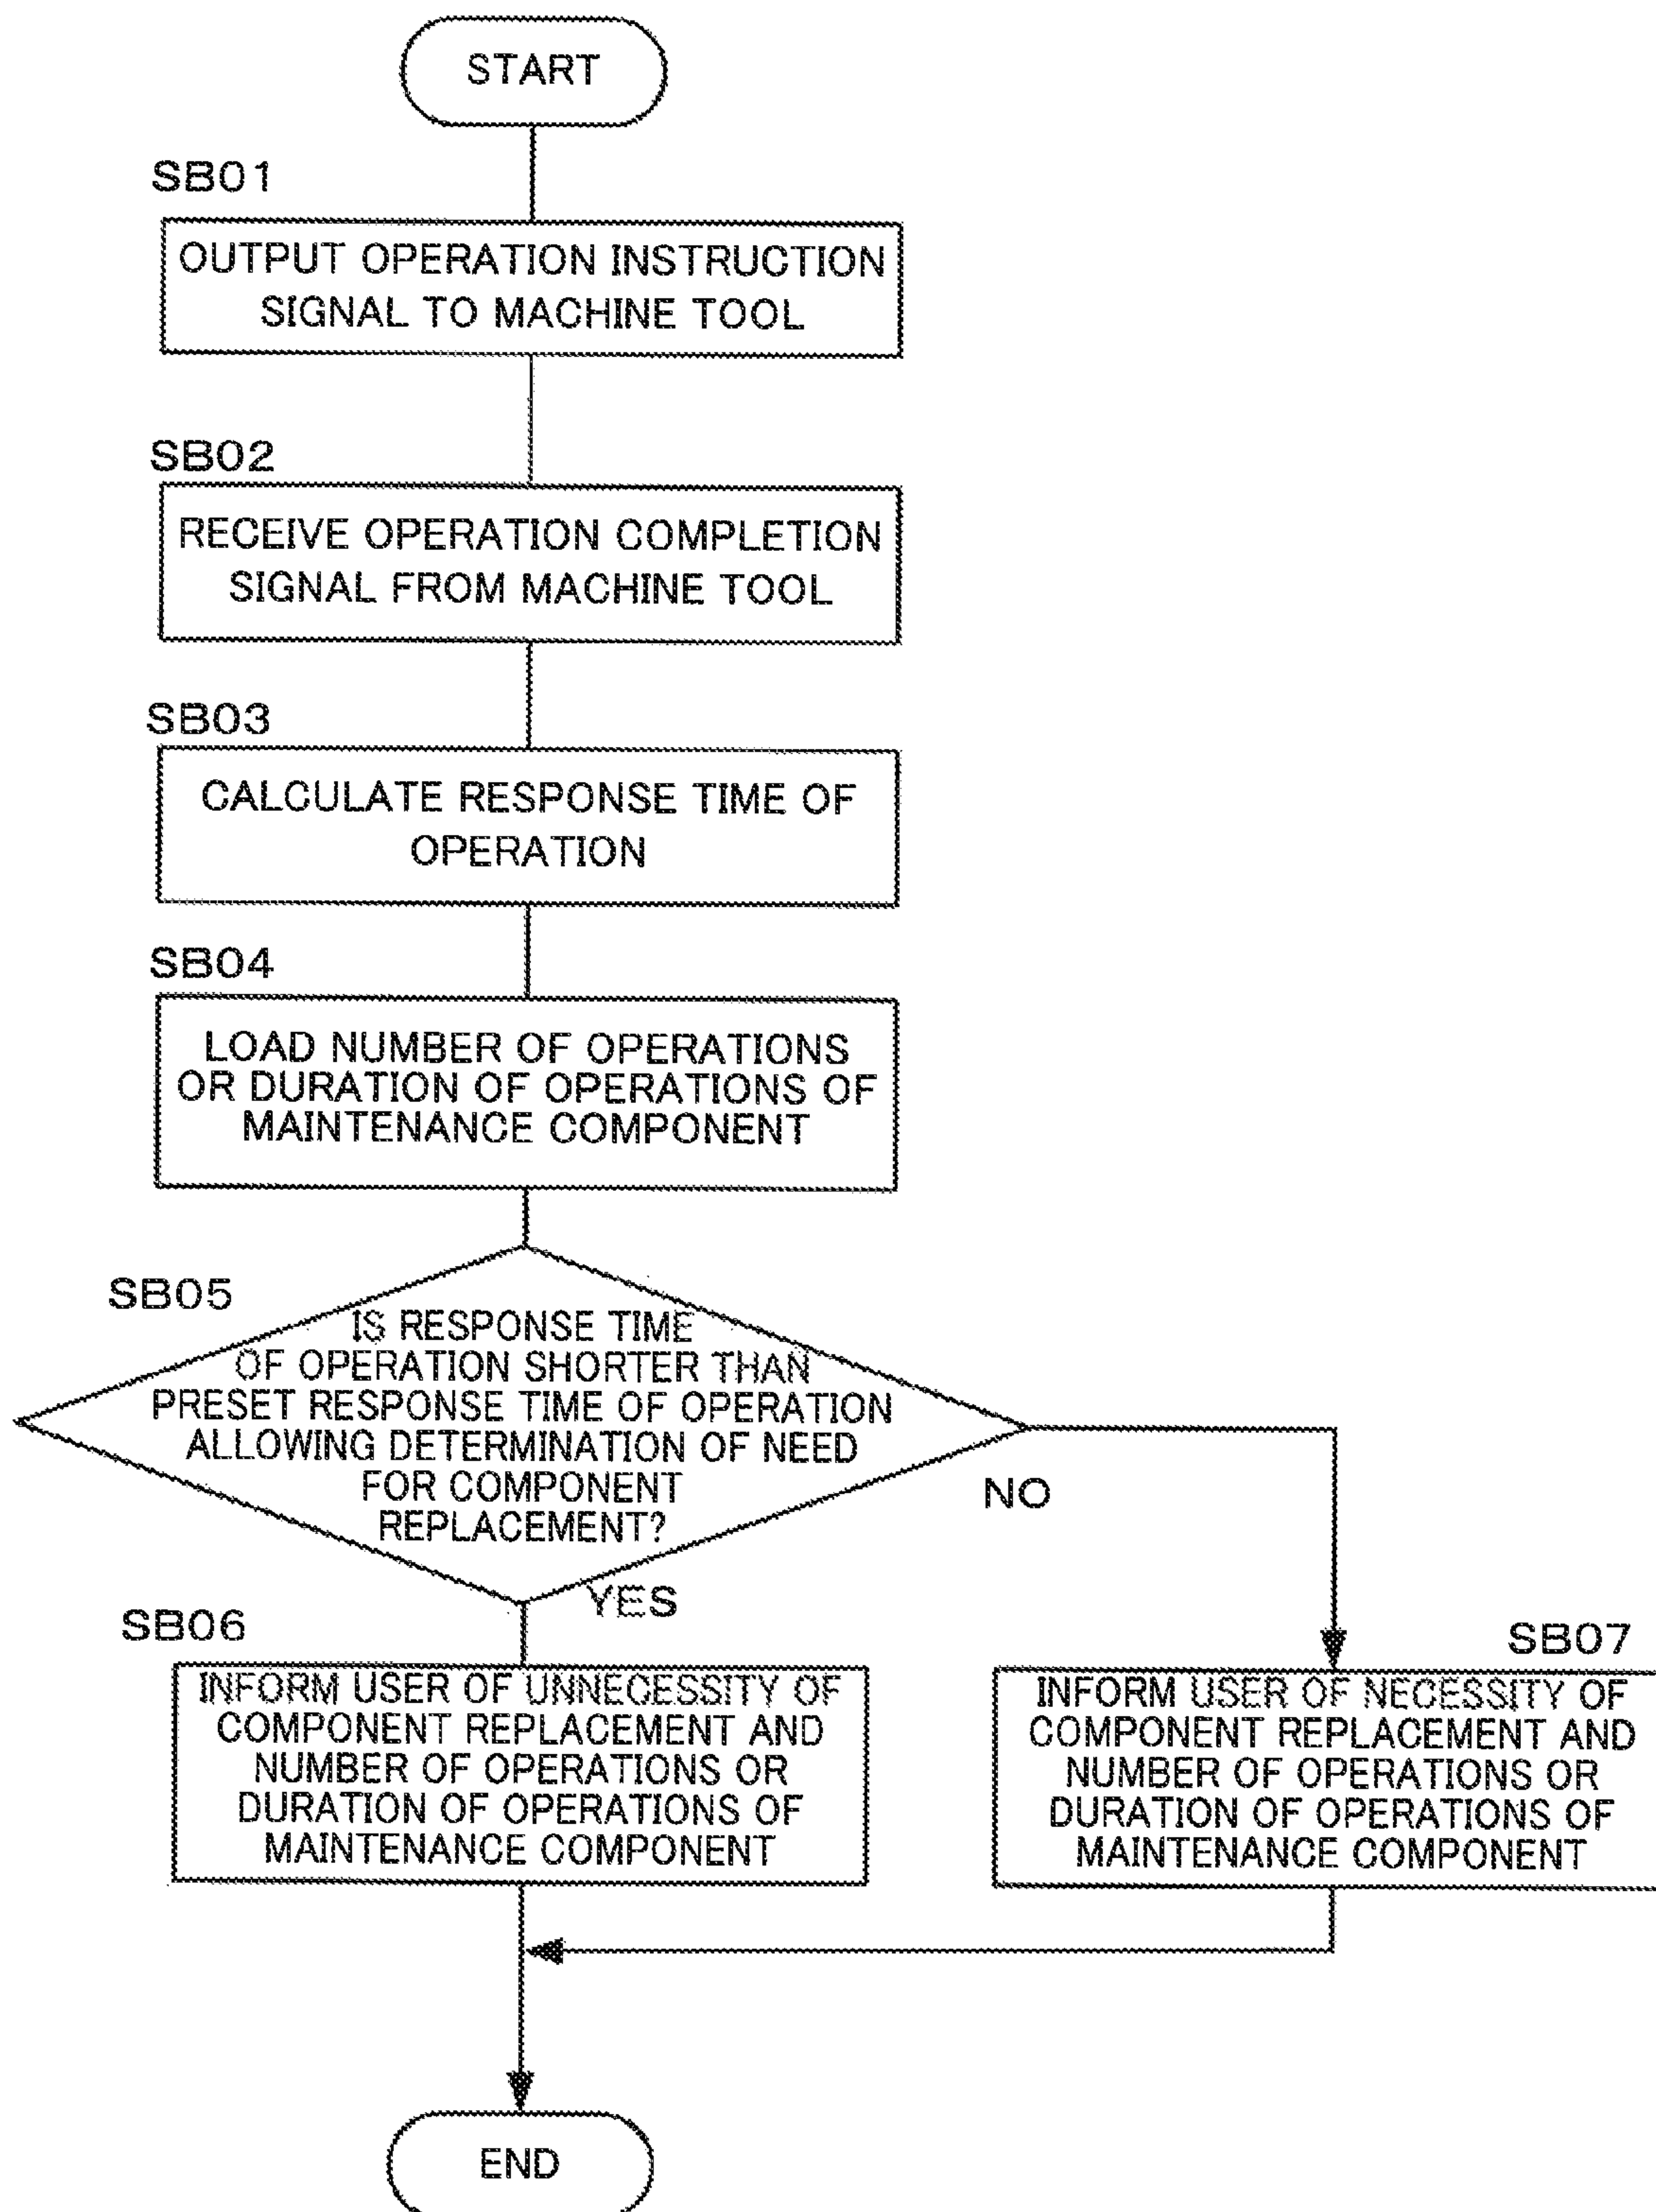 START
SB01
OUTPUT OPERATION INSTRUCTION
SIGNAL TO MACHINE TOOL
SB02
RECEIVE OPERATION COMPLETION
SIGNAL FROM MACHINE TOOL
SB03
CALCULATE RESPONSE TIME OF
OPERATION
SB04
LOAD NUMBER OF OPERATIONS
OR DURATION OF OPERATIONS OF
MAINTENANCE COMPONENT
SB05
IS RESPONSE TIME
OF OPERATION SHORTER THAN
PRESET RESPONSE TIME OF OPERATION
ALLOWING DETERMINATION OF NEED
FOR COMPONENT
REPLACEMENT?
NO
YES
SB06
INFORM USER OF UNNECESSITY OF
COMPONENT REPLACEMENT AND
NUMBER OF OPERATIONS OR
DURATION OF OPERATIONS OF
MAINTENANCE COMPONENT
SB07
INFORM USER OF NECESSITY OF
COMPONENT REPLACEMENT AND
NUMBER OF OPERATIONS OR
DURATION OF OPERATIONS OF
MAINTENANCE COMPONENT
END